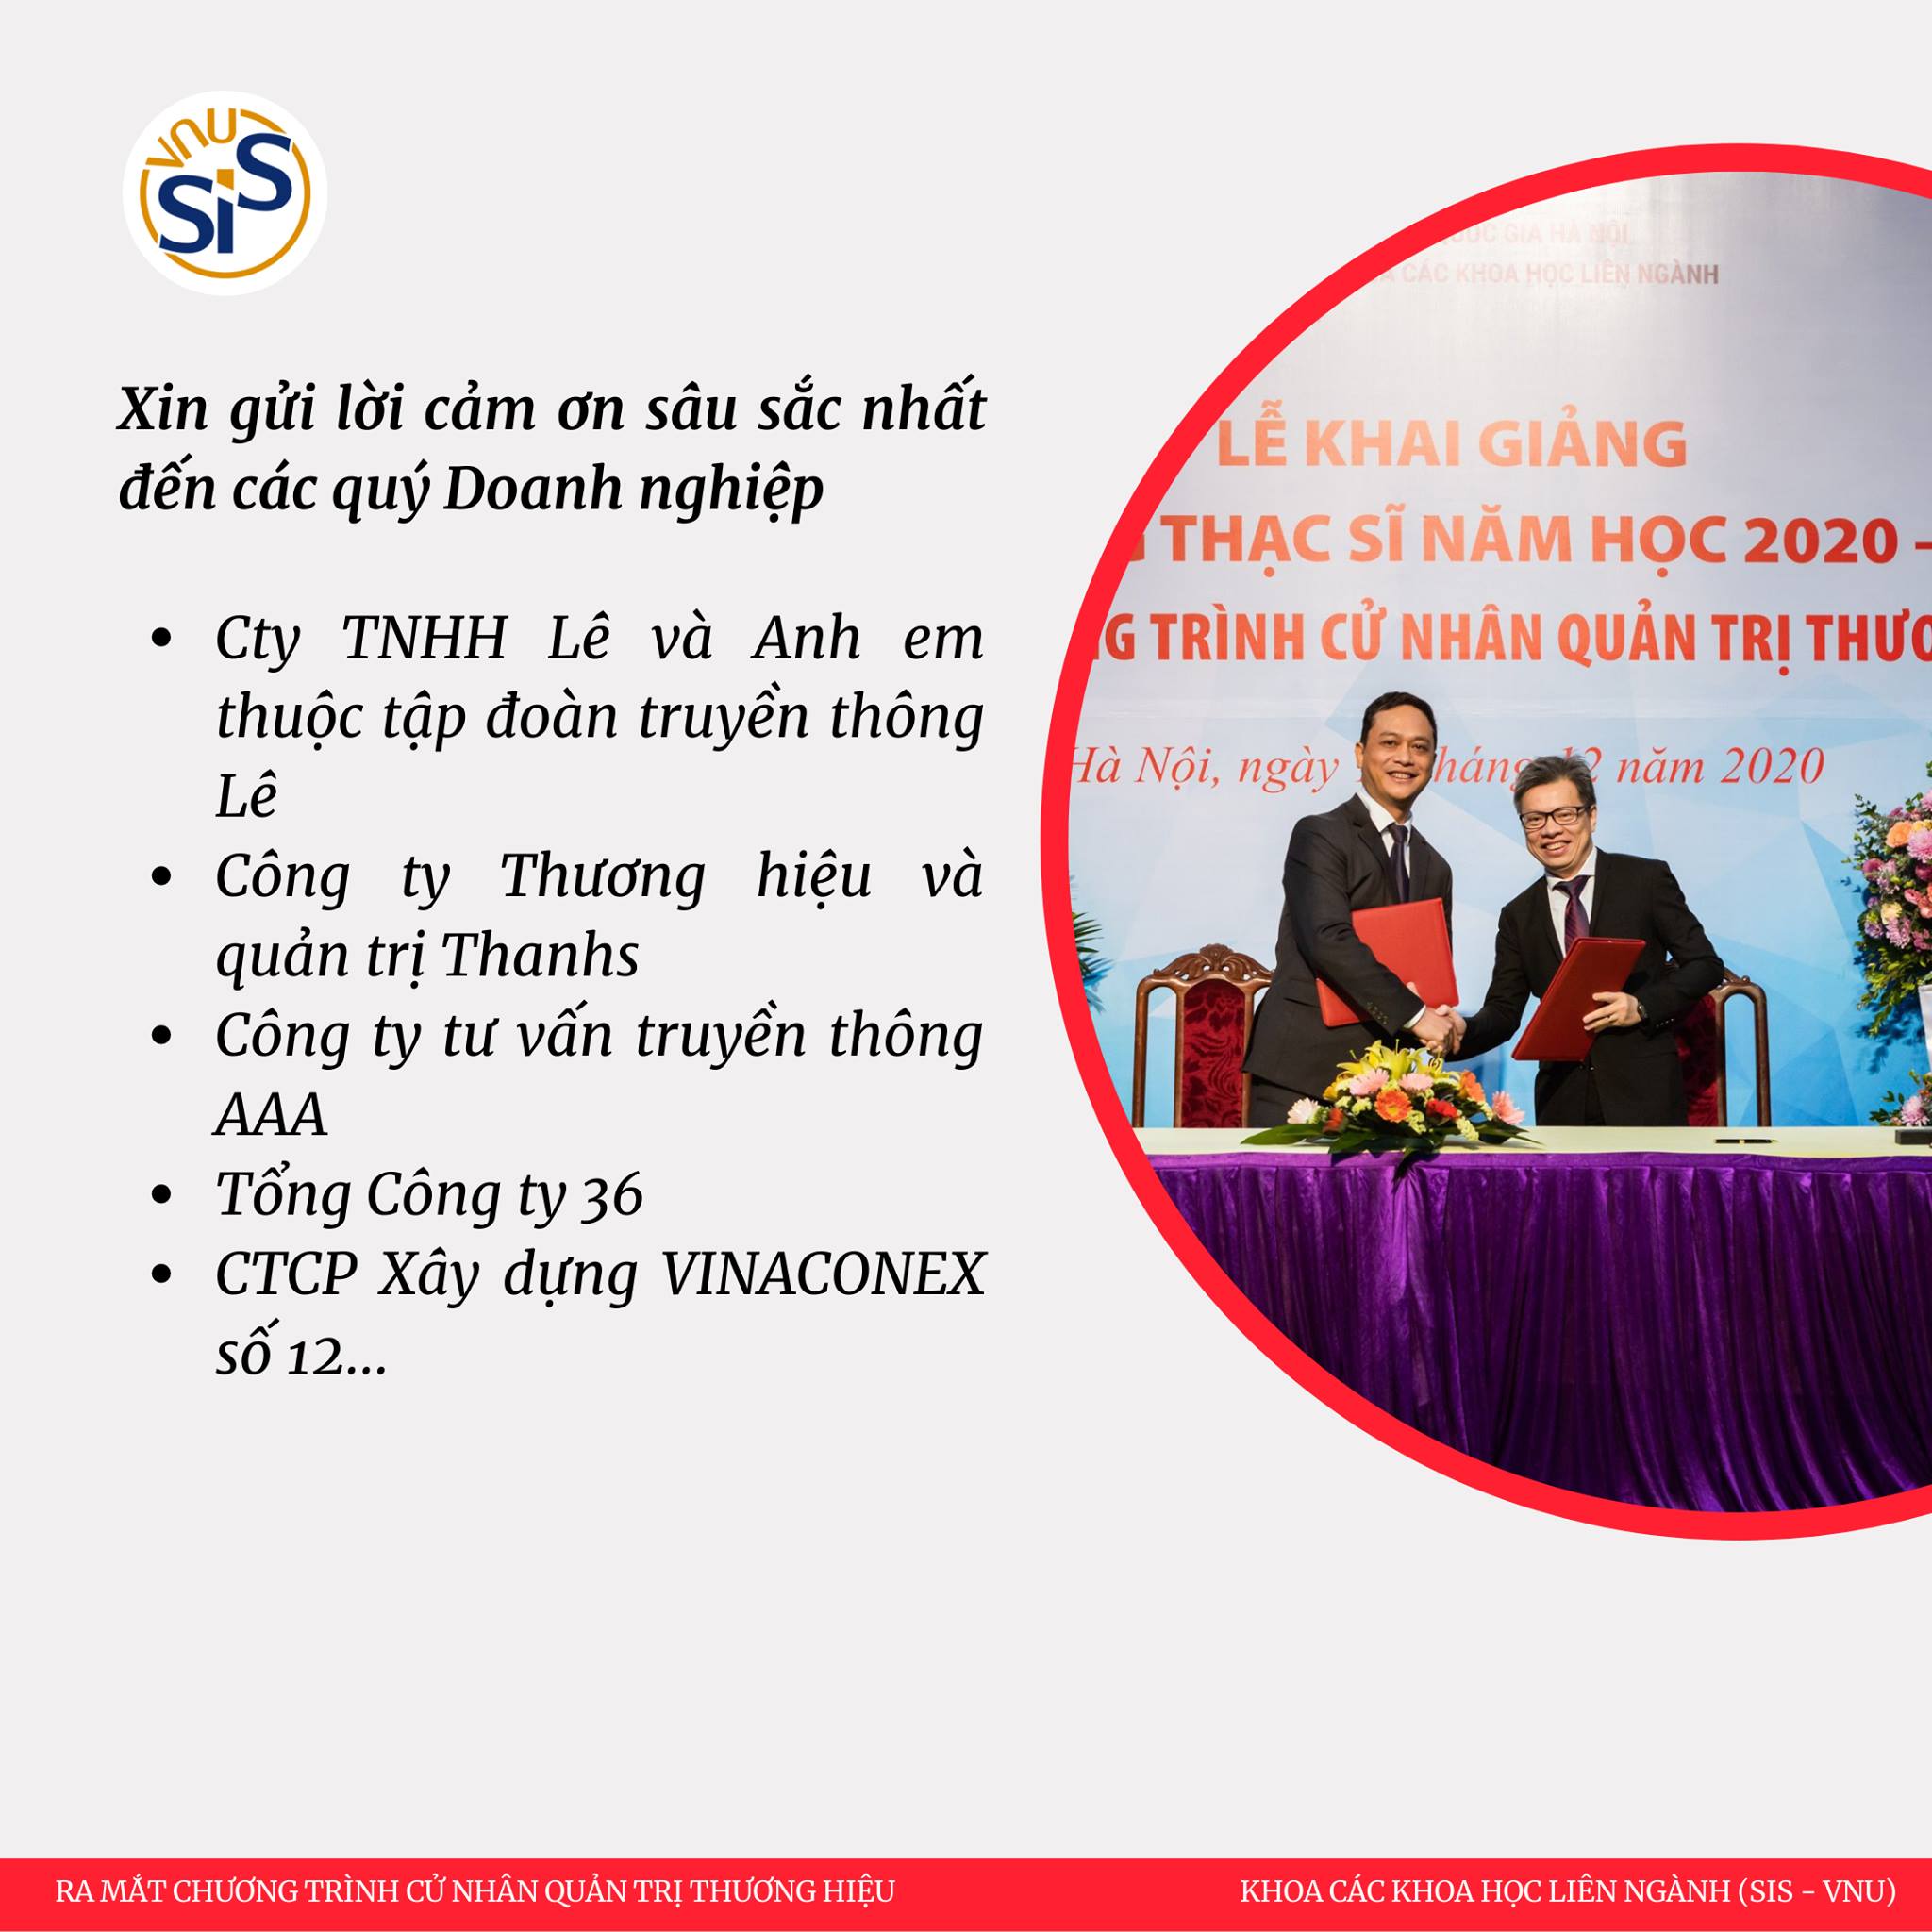 VNU
SIS
Xin gửi lời cảm ơn sâu sắc nhất
đến các quý Doanh nghiệp
• Cty TNHH Lê và Anh em
thuộc tập đoàn truyền thông
Lê
• Công ty Thương hiệu và
quản trị Thanhs
• Công ty tư vấn truyền thông
AAA
• Tổng Công ty 36
• CTCP Xây dựng VINACONEX
số 12...
GIA HÀ NỘI
CÁC KHOA HỌC LIÊN NGÀNH
LỄ KHAI GIẢNG
THẠC SĨ NĂM HỌC 2020 -
TRÌNH CỬ NHÂN QUẢN TRỊ
Hà Nội, ngày năm 2020
RA MẮT CHƯƠNG TRÌNH CỬ NHÂN QUẢN TRỊ THƯƠNG HIỆU
KHOA CÁC KHOA HỌC LIÊN NGÀNH (SIS - VNU)